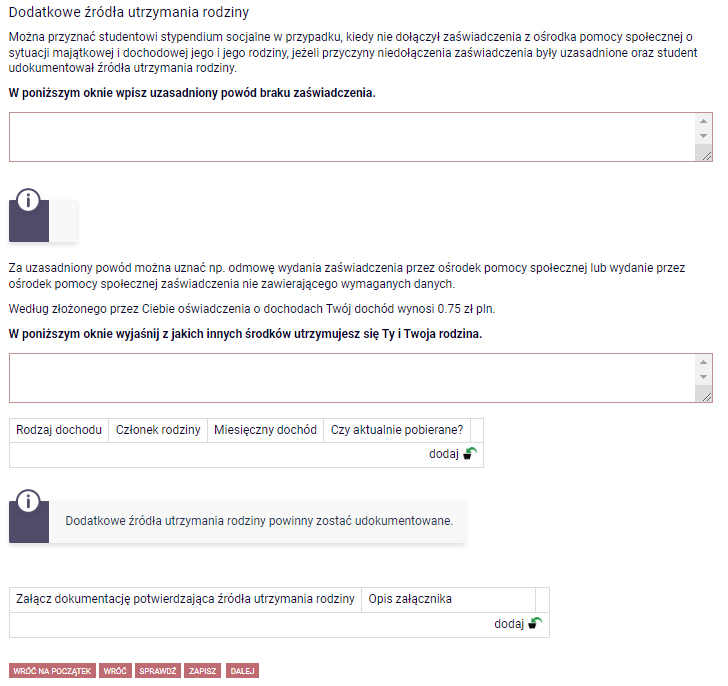 Dodatkowe źródła utrzymania rodziny
Można przyznać studentowi stypendium socjalne w przypadku, kiedy nie dołączył zaświadczenia z ośrodka pomocy społecznej o
sytuacji majątkowej i dochodowej jego i jego rodziny, jeżeli przyczyny niedołączenia zaświadczenia były uzasadnione oraz student
udokumentował źródła utrzymania rodziny.
W poniższym oknie wpisz uzasadniony powód braku zaświadczenia.
Za uzasadniony powód można uznać np. odmowę wydania zaświadczenia przez ośrodek pomocy społecznej lub wydanie przez
ośrodek pomocy społecznej zaświadczenia nie zawierającego wymaganych danych.
Według złożonego przez Ciebie oświadczenia o dochodach Twój dochód wynosi 0.75 zł pln.
W poniższym oknie wyjaśnij z jakich innych środków utrzymujesz się Ty i Twoja rodzina.
Rodzaj dochodu Członek rodziny Miesięczny dochód Czy aktualnie pobierane?
dodaj
Dodatkowe źródła utrzymania rodziny powinny zostać udokumentowane.
Załącz dokumentację potwierdzająca źródła utrzymania rodziny Opis załącznika
dodaj
WRÓĆ NA POCZĄTEK WRÓĆ SPRAWDŹ ZAPISZ DALEJ